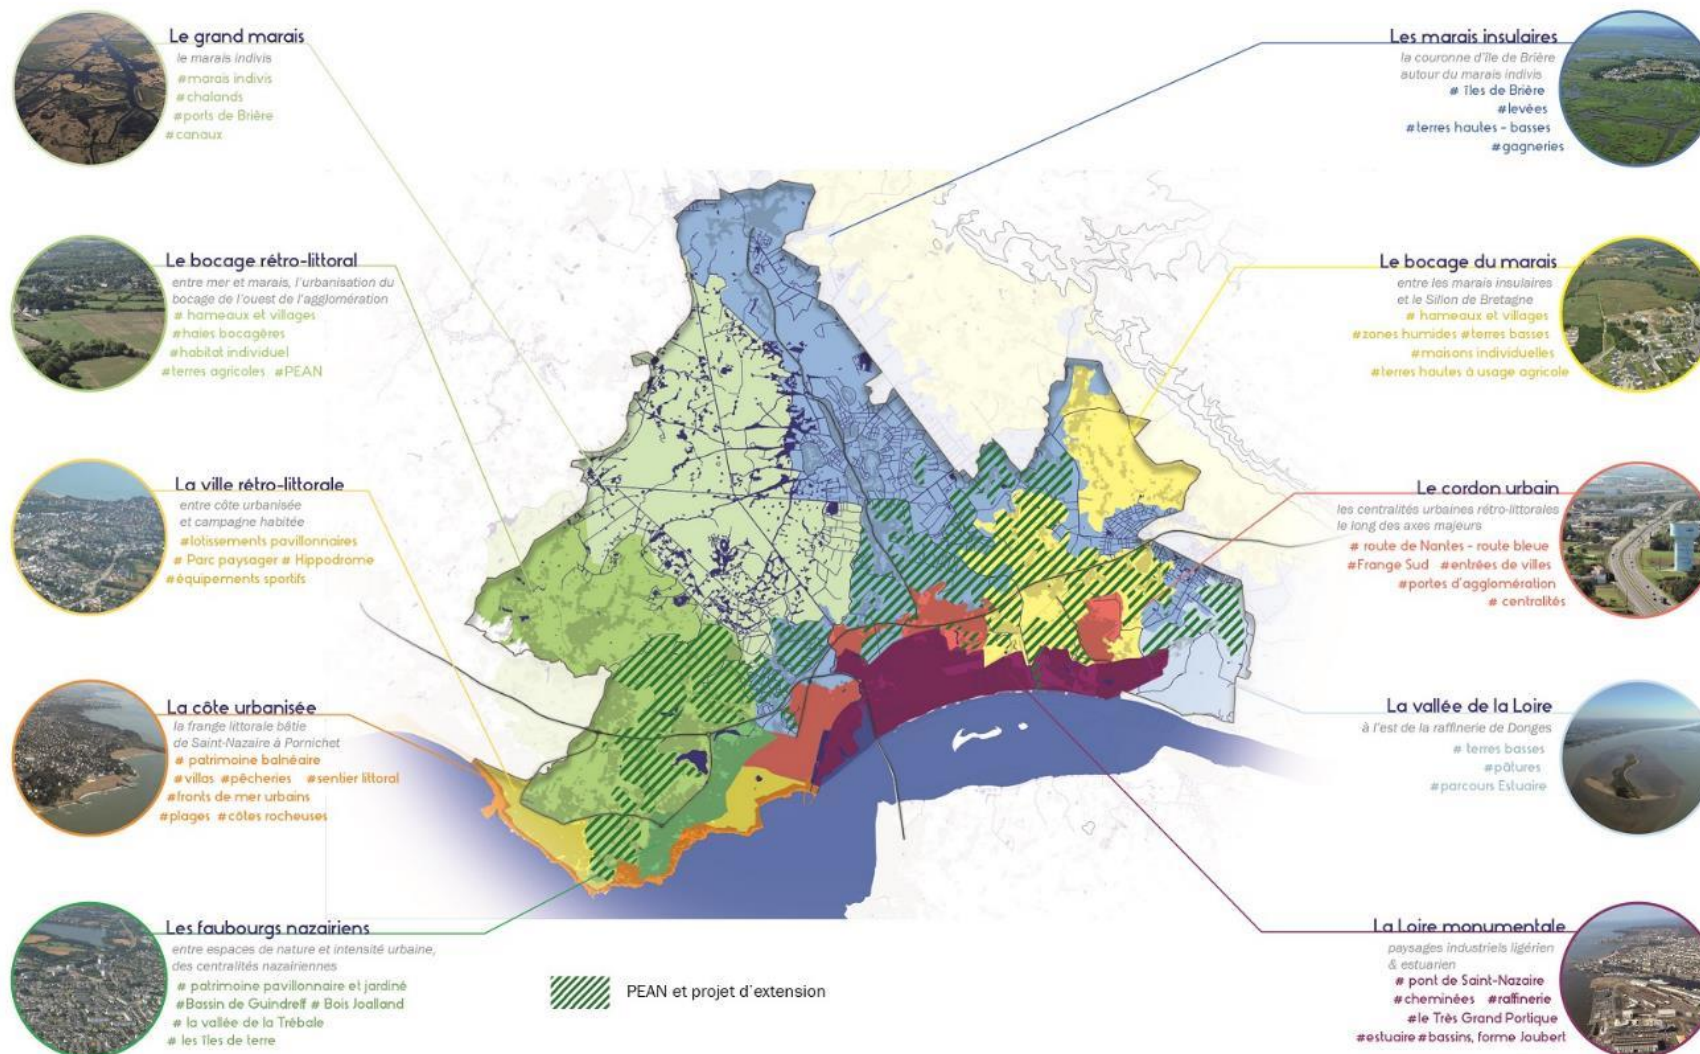 Le grand marais
le marais indivis
#marais indivis
#chalands
#ports de Brière
#canaux
Le bocage rétro-littoral
entre mer et marais, l'urbanisation du
bocage de l'ouest de l'agglomération
# hameaux et villages
#haies bocagères
#habitat individuel
#terres agricoles #PEAN
La ville rétro-littorale
entre côte urbanisée
et campagne habitée
#lotissements pavillonnaires
# Parc paysager # Hippodrome
#équipements sportifs
La côte urbanisée
la frange littorale bâtie
de Saint-Nazaire à Pornichet
# patrimoine balnéaire
#villas #pêcheries #sentier littoral
#fronts de mer urbains
#plages #côtes rocheuses
Les faubourgs nazairiens
entre espaces de nature et intensité urbaine,
des centralités nazairiennes
# patrimoine pavillonnaire et jardiné
#Bassin de Guindreff # Bois Joalland
# la vallée de la Trébale
# les îles de terre
PEAN et projet d'extension
Les marais insulaires
la couronne d'île de Brière
autour du marais indivis
# îles de Brière
#levées
#terres hautes - basses
#gagneries
Le bocage du marais
entre les marais insulaires
et le Sillon de Bretagne
# hameaux et villages
#zones humides #terres basses
#maisons individuelles
#terres hautes à usage agricole
Le cordon urbain
les centralités urbaines rétro-littorales
le long des axes majeurs
# route de Nantes - route bleue
#Frange Sud #entrées de villes
#portes d'agglomération
# centralités
La vallée de la Loire
à l'est de la raffinerie de Donges
# terres basses
#pâtures
#parcours Estuaire
La Loire monumentale
paysages industriels ligérien
& estuarien
# pont de Saint-Nazaire
#cheminées #raffinerie
#le Très Grand Portique
#estuaire #bassins, forme Joubert